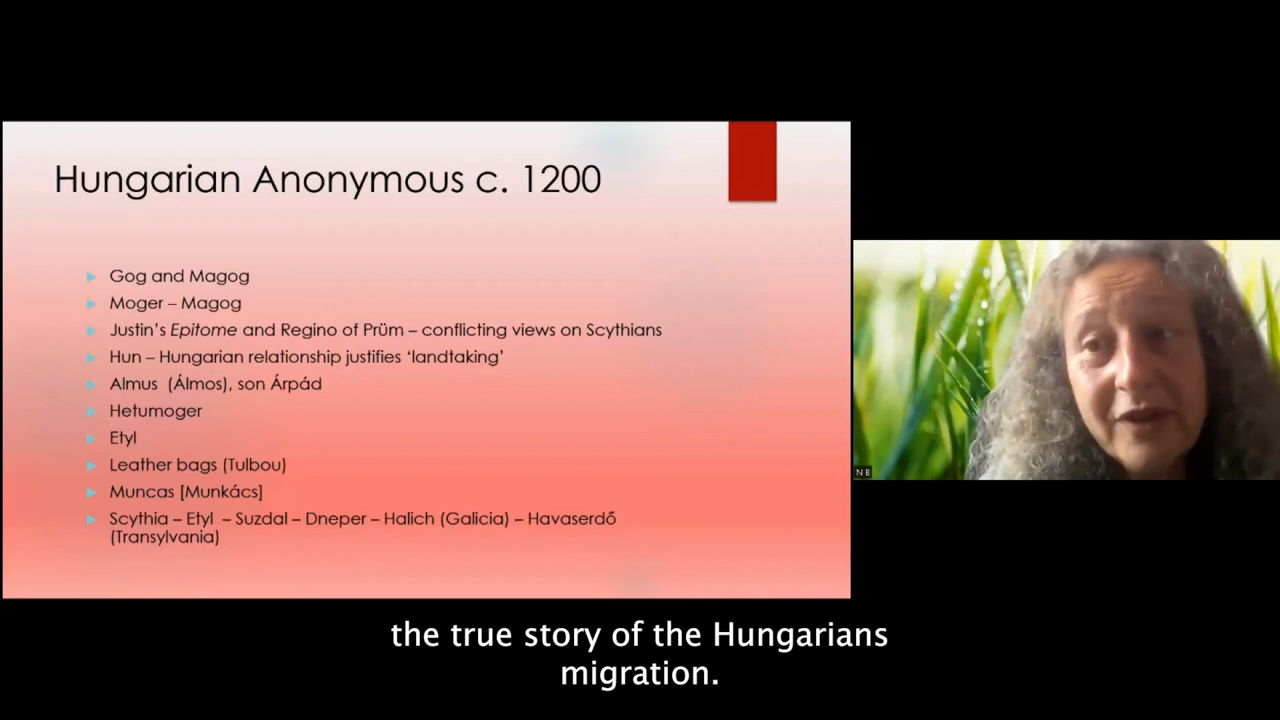 Hungarian Anonymous c. 1200
Gog and Magog
Moger – Magog
Justin's Epitome and Regino of Prüm – conflicting views on Scythians
Hun – Hungarian relationship justifies 'landtaking'
Almus (Álmos), son Árpád
Hetumoger
Etyl
Leather bags (Tulbou)
Muncas [Munkács]
Scythia – Etyl – Suzdal – Dneper – Halich (Galicia) – Havaserdő
(Transylvania)
N B
the true story of the Hungarians
migration.